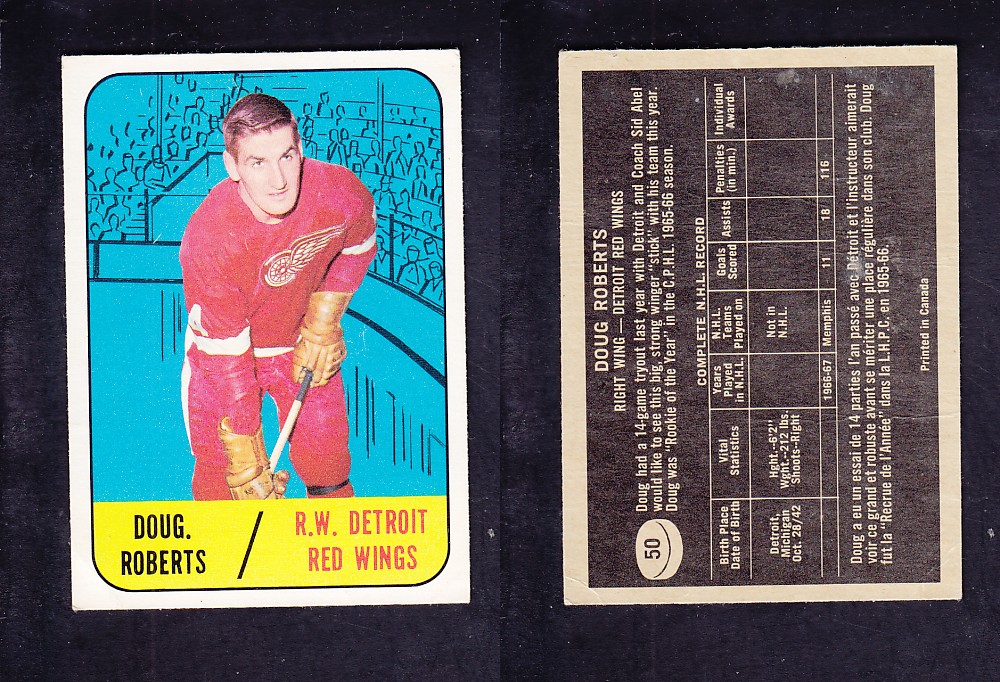 DOUG.
ROBERTS
/
R.W. DETROIT
RED WINGS
50
DOUG ROBERTS
RIGHT WING—DETROIT RED WINGS
Doug had a 14-game tryout last year with Detroit and Coach Sid Abel
would like to see this big, strong winger "stick" with his team this year.
Doug was "Rookie of the Year" in the C.P.H.L. 1965-66 season.
COMPLETE N.H.L. RECORD
Birth Place
Date of Birth
Vital
Statistics
Years
Played
in N.H.L.
N.H.L.
Teams
Played on
Goals
Scored
Assists
Penalties
(in min.)
Individual
Awards
Detroit,
Michigan
Oct. 28/42
Hght.–6'2"
Wght.–212 lbs.
Shoots–Right
Not in
N.H.L.
1966-67 Memphis 11 18 116
Doug a eu un essai de 14 parties l'an passé avec Détroit et l'instructeur aimerait
voir ce grand et robuste avant se mériter une place régulière dans son club. Doug
fut la "Recrue de l'Année" dans la L.H.P.C. en 1965-66.
Printed in Canada